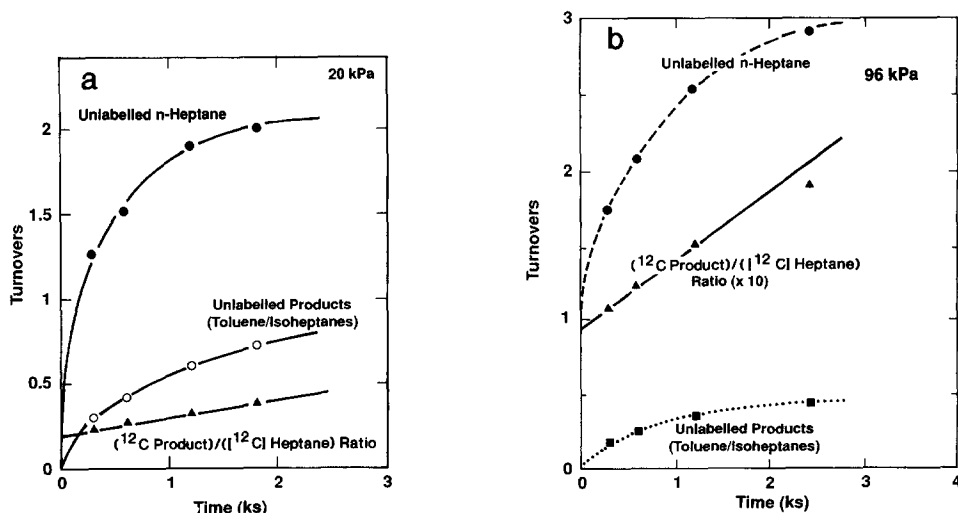 a
20 kPa
Unlabelled n-Heptane
Unlabelled Products
(Toluene/Isoheptanes)
(12C Product)/([12C] Heptane) Ratio
Turnovers
2
1.5
1
0.5
0
0 1 2 3
Time (ks)
b
96 kPa
Unlabelled n-Heptane
(12C Product)/([12C] Heptane)
Ratio (x 10)
Unlabelled Products
(Toluene/Isoheptanes)
Turnovers
3
2
1
0
0 1 2 3 4
Time (ks)